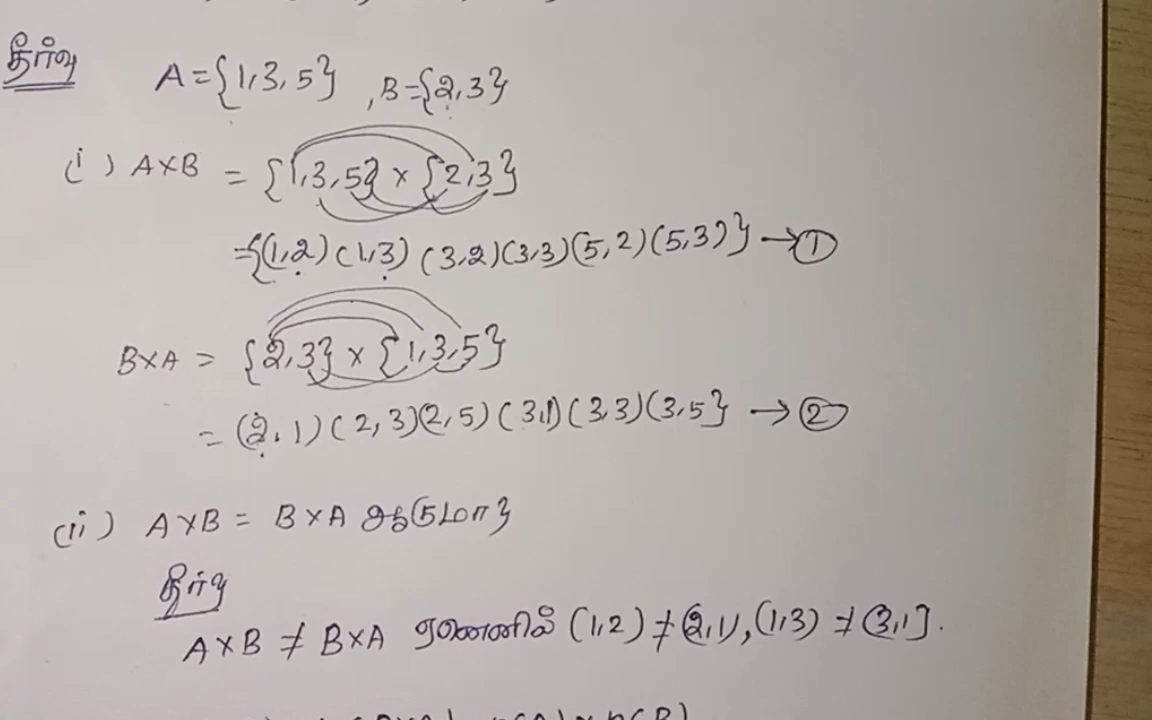 தீர்வு
A = {1, 3, 5} , B = {2, 3}
(i) A×B = {1, 3, 5} × {2, 3}
= {(1, 2) (1, 3) (3, 2) (3, 3) (5, 2) (5, 3)} → ①
B×A = {2, 3} × {1, 3, 5}
= (2, 1) (2, 3) (2, 5) (3, 1) (3, 3) (3, 5} → ②
(ii) A×B = B×A ஆகுமா?
தீர்வு
A×B ≠ B×A ஏனெனில் (1, 2) ≠ (2, 1), (1, 3) ≠ (3, 1].